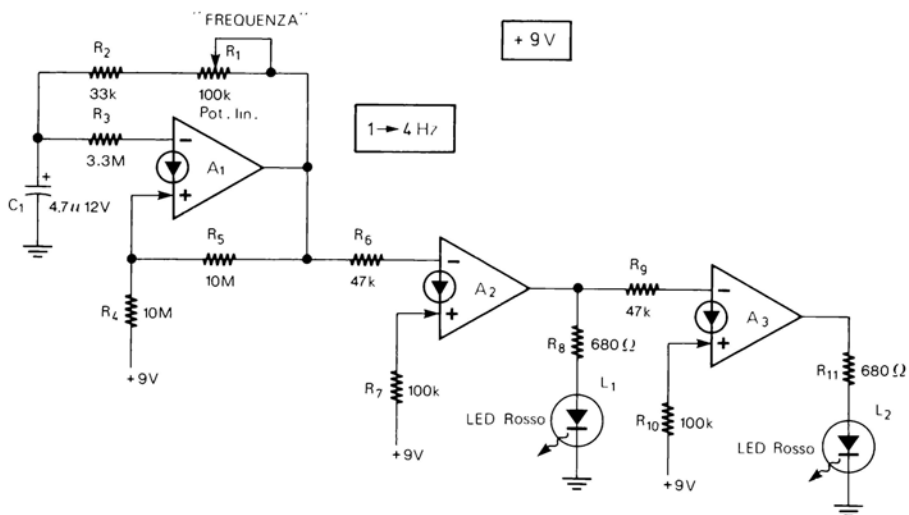 "FREQUENZA"
+ 9 V
R2
R1
33k
100k
Pot. lin.
R3
3.3M
1→4 Hz
−
A1
+
C1
+
4.7u 12V
R5
10M
R6
47k
R4
10M
+9V
−
A2
+
R9
47k
−
A3
+
R7
100k
+9V
R8
680Ω
L1
LED Rosso
R10
100k
+9V
R11
680Ω
L2
LED Rosso